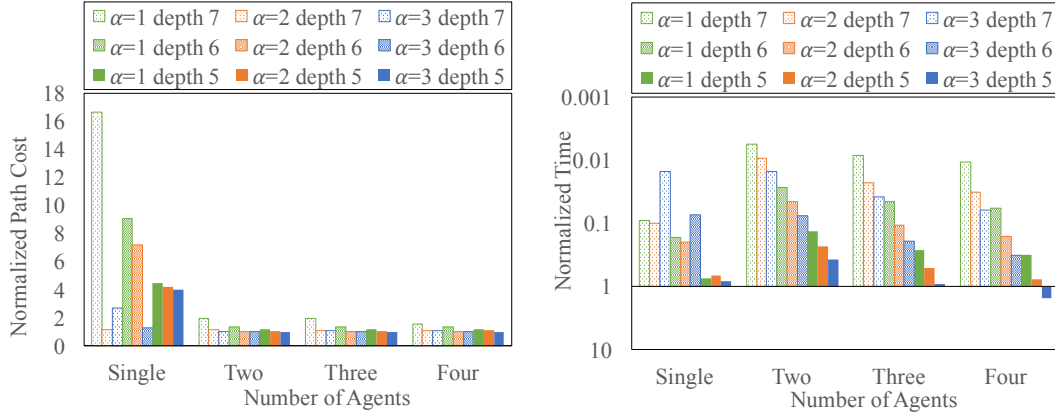 α=1 depth 7 α=2 depth 7 α=3 depth 7
α=1 depth 6 α=2 depth 6 α=3 depth 6
α=1 depth 5 α=2 depth 5 α=3 depth 5
Normalized Path Cost
18
16
14
12
10
8
6
4
2
0
Single Two Three Four
Number of Agents
α=1 depth 7 α=2 depth 7 α=3 depth 7
α=1 depth 6 α=2 depth 6 α=3 depth 6
α=1 depth 5 α=2 depth 5 α=3 depth 5
Normalized Time
0.001
0.01
0.1
1
10
Single Two Three Four
Number of Agents